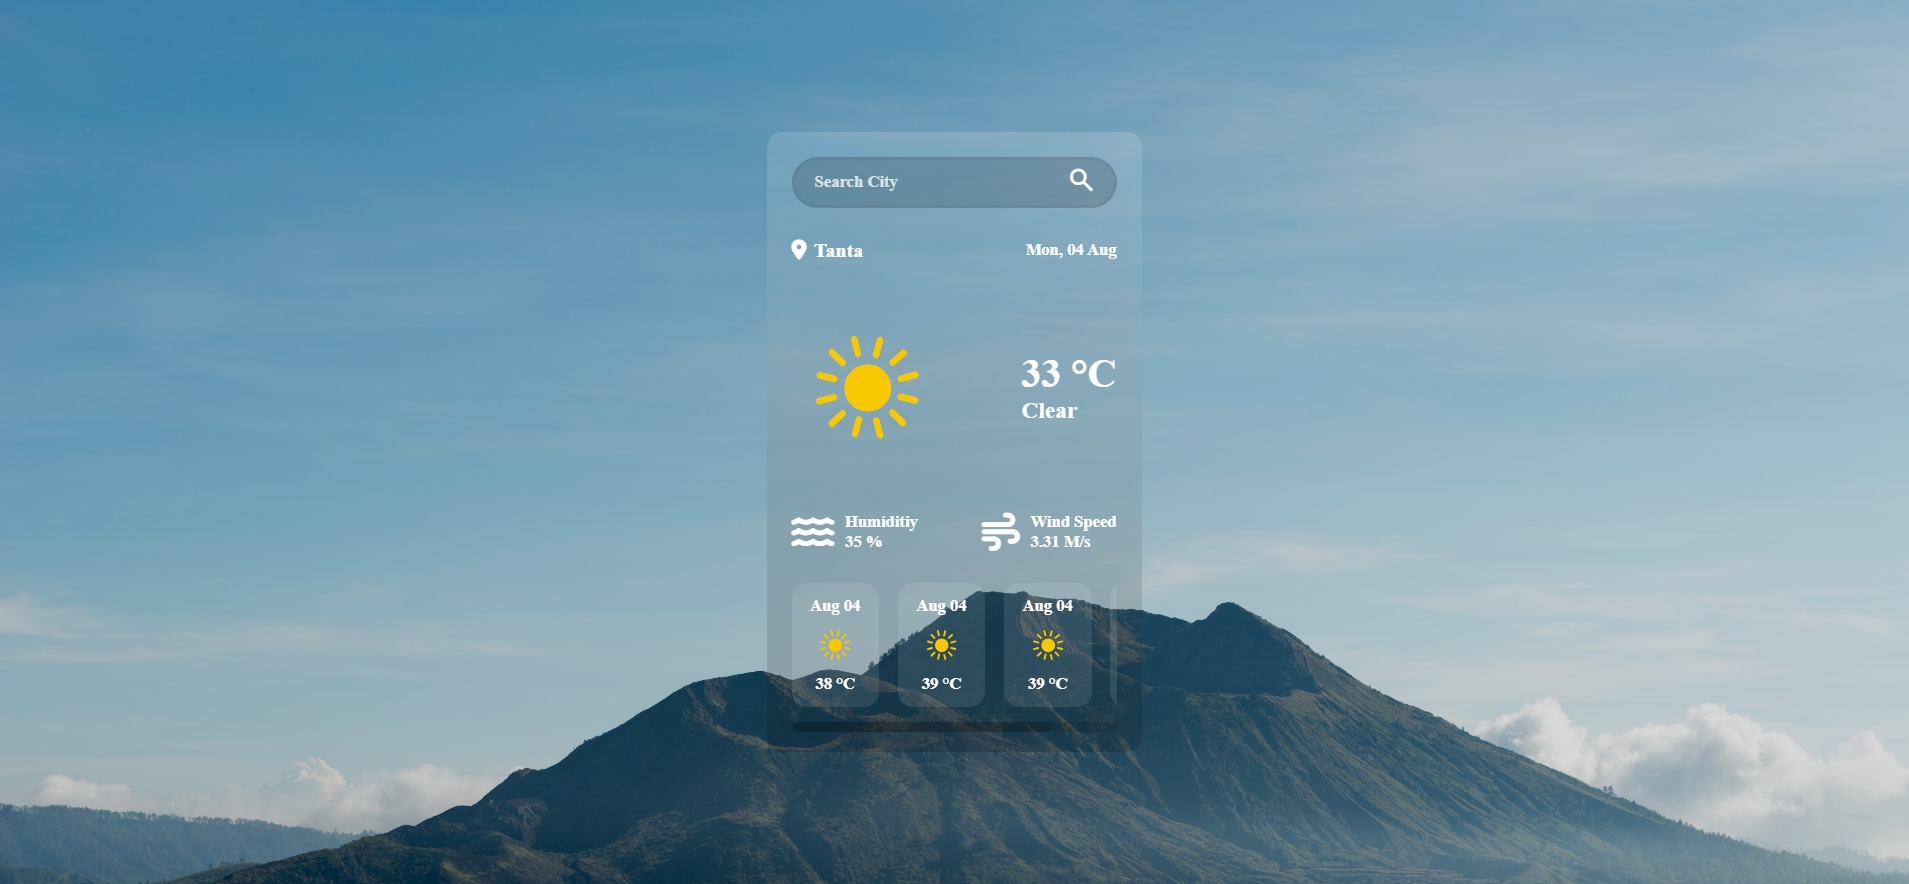 Search City
Tanta
Mon, 04 Aug
33 °C
Clear
Humiditiy
35 %
Wind Speed
3.31 M/s
Aug 04
38 °C
Aug 04
39 °C
Aug 04
39 °C